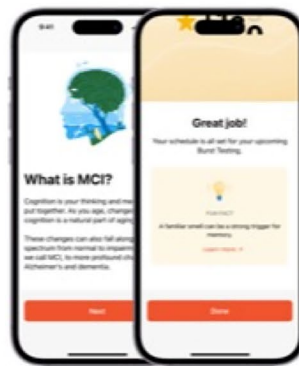 9:41
What is MCI?
Cognition is your thinking and me
put together. As you age, change
cognition is a natural part of aging
These changes can also fall along
spectrum from normal to impairm
we call MCI, to more profound ch
Alzheimer's and dementia.
Next
Great job!
Your schedule is all set for your upcoming
Burst Testing.
FUN FACT
A familiar smell can be a strong trigger for
memory.
Learn more
Done